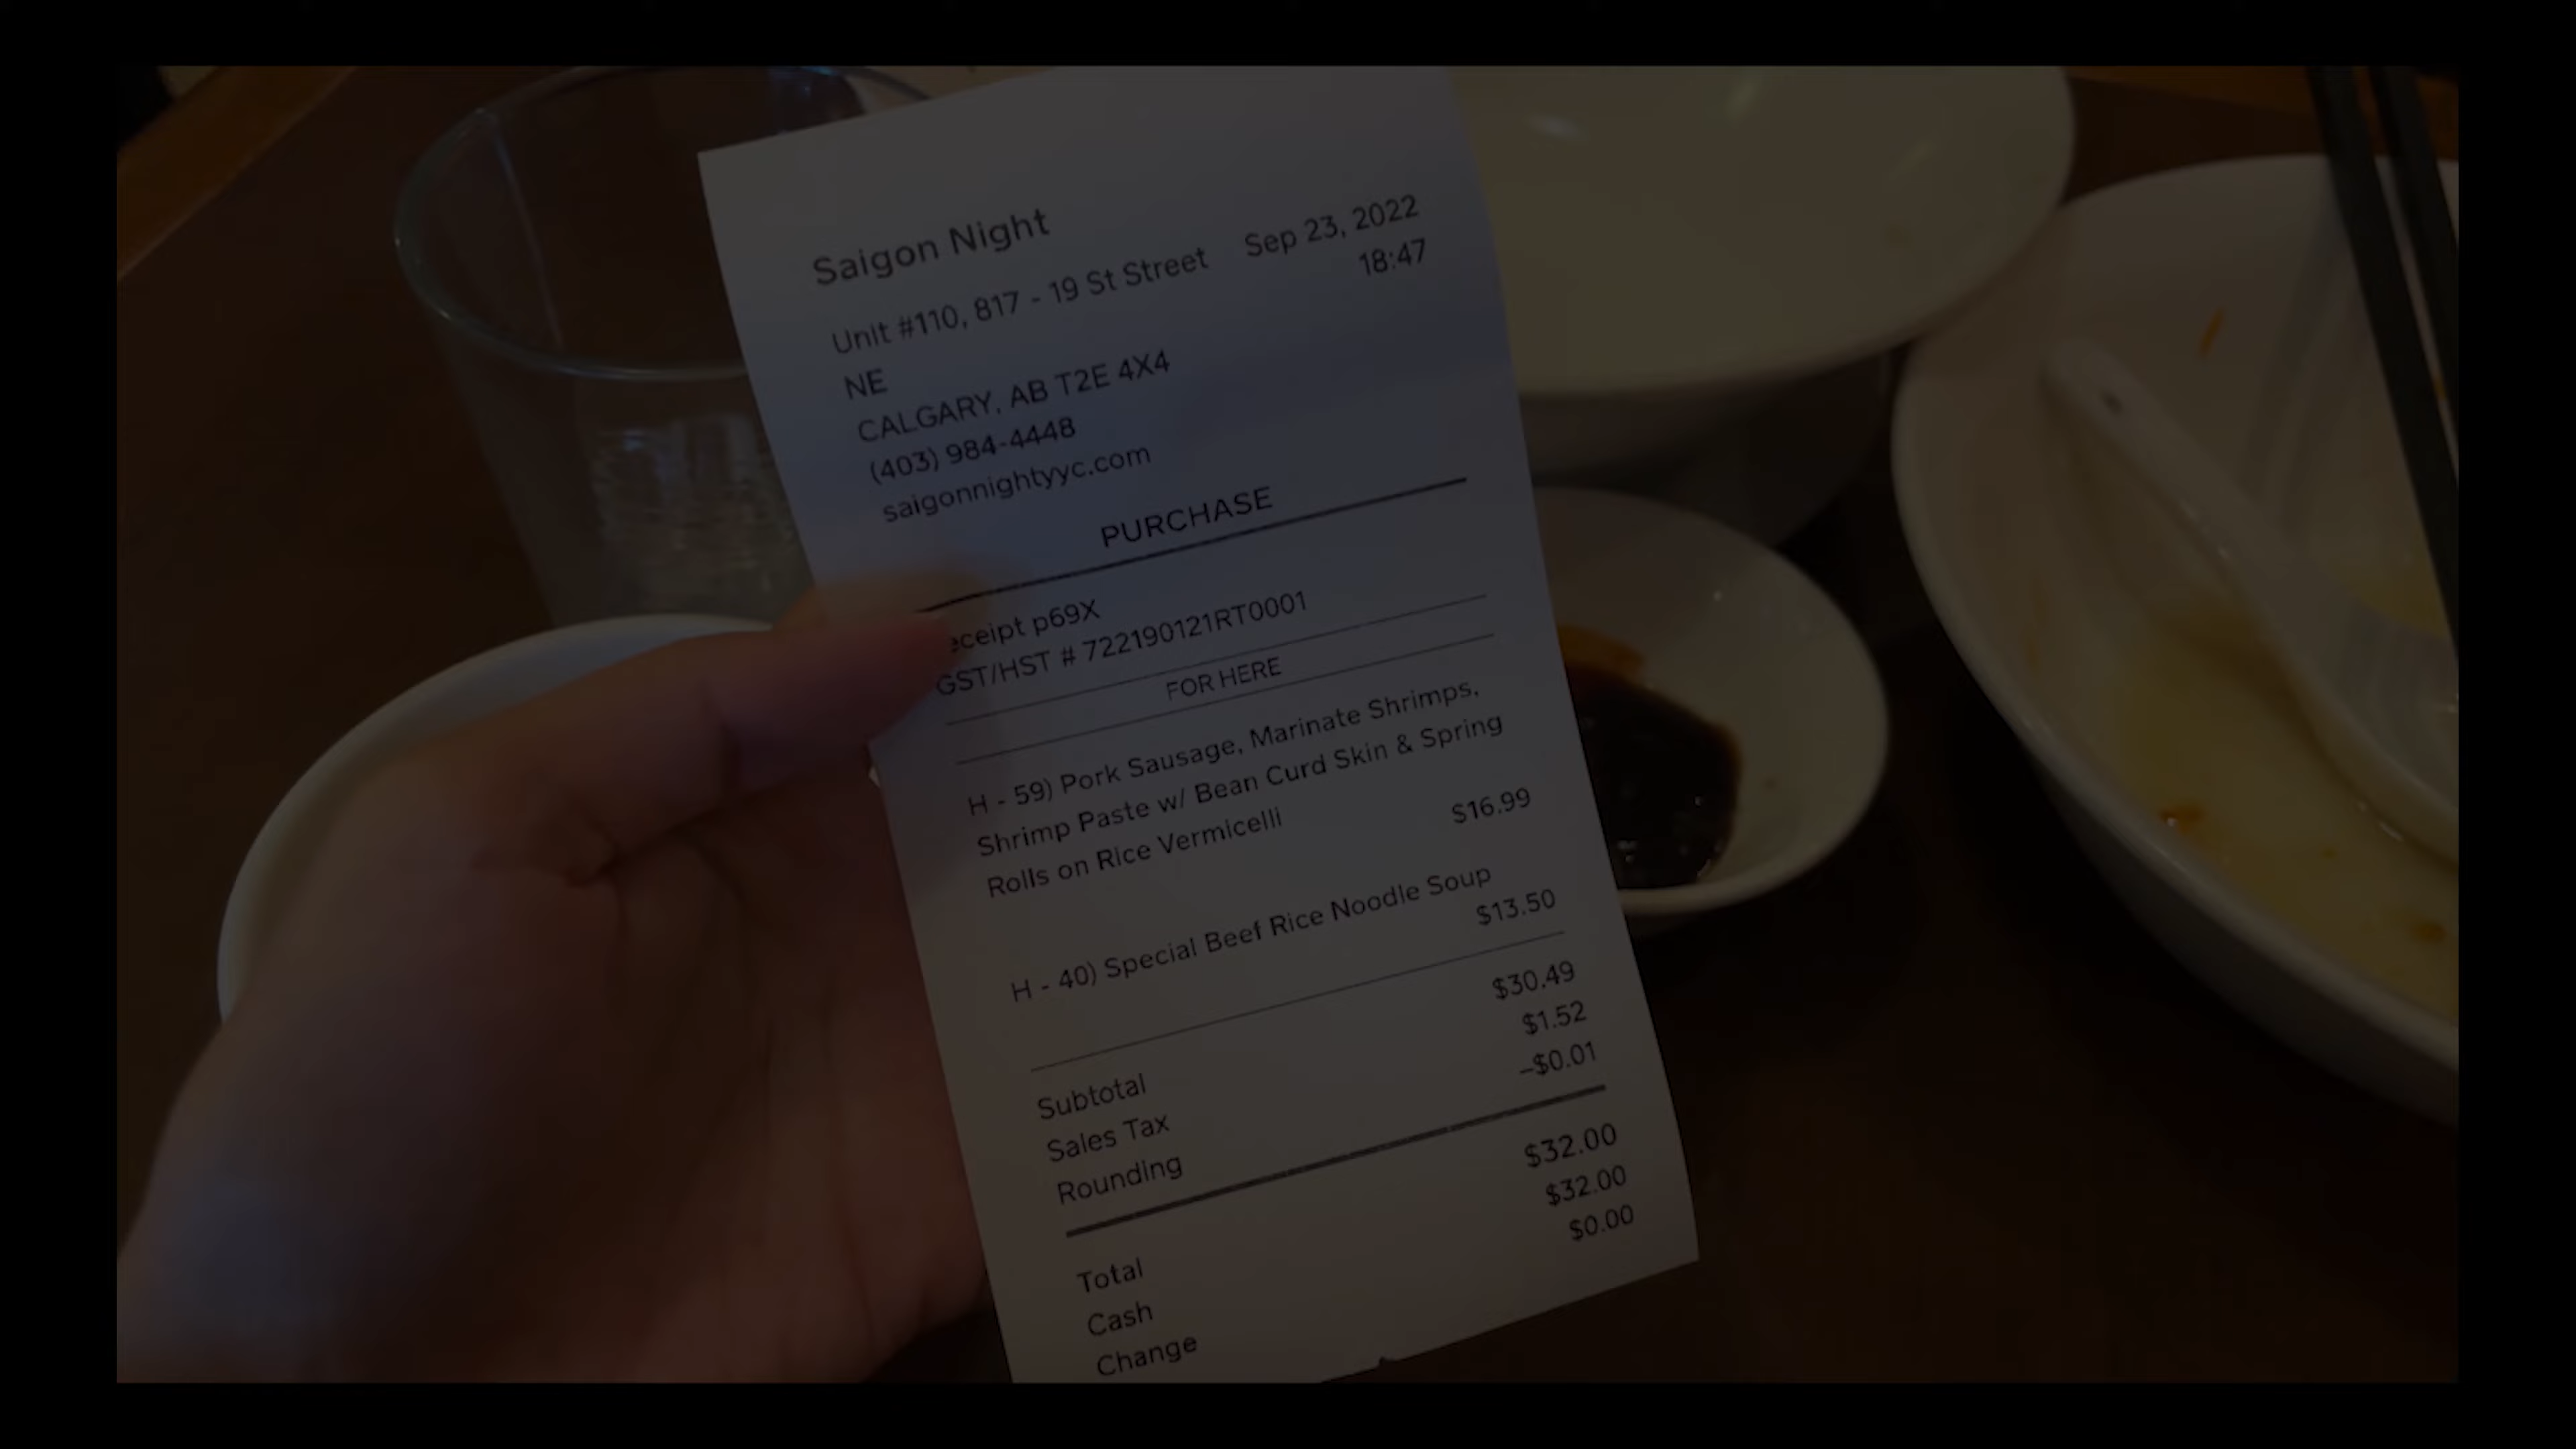 Saigon Night
Unit #110, 817 - 19 St Street Sep 23, 2022
NE 18:47
CALGARY, AB T2E 4X4
(403) 984-4448
saigonnightyyc.com
PURCHASE
eceipt p69X
GST/HST # 722190121RT0001
FOR HERE
H - 59) Pork Sausage, Marinate Shrimps,
Shrimp Paste w/ Bean Curd Skin & Spring
Rolls on Rice Vermicelli $16.99
H - 40) Special Beef Rice Noodle Soup
$13.50
Subtotal $30.49
Sales Tax $1.52
Rounding –$0.01
Total $32.00
Cash $32.00
Change $0.00